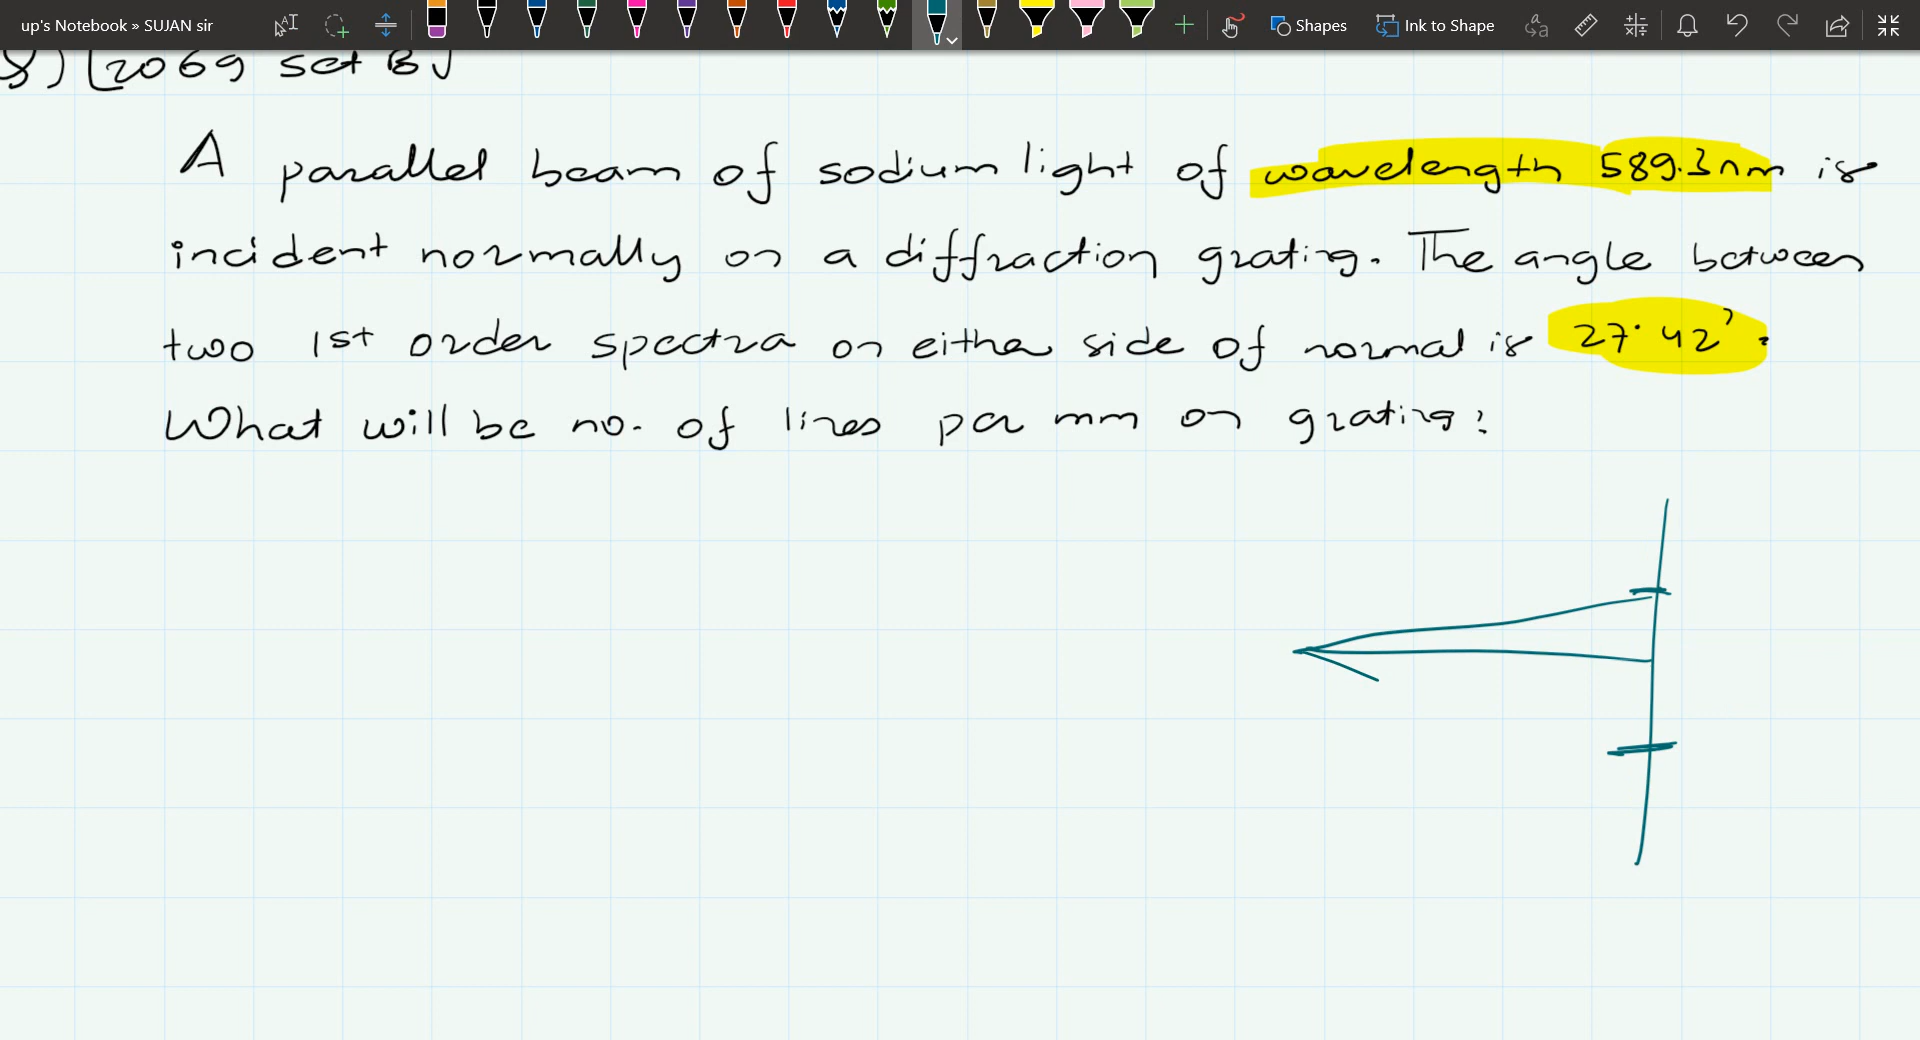 up's Notebook » SUJAN sir
Shapes
Ink to Shape
8) [2069 set B]
A parallel beam of sodium light of wavelength 589.3nm is
incident normally on a diffraction grating. The angle between
two 1st order spectra on either side of normal is 27° 42'.
What will be no. of lines per mm on grating?